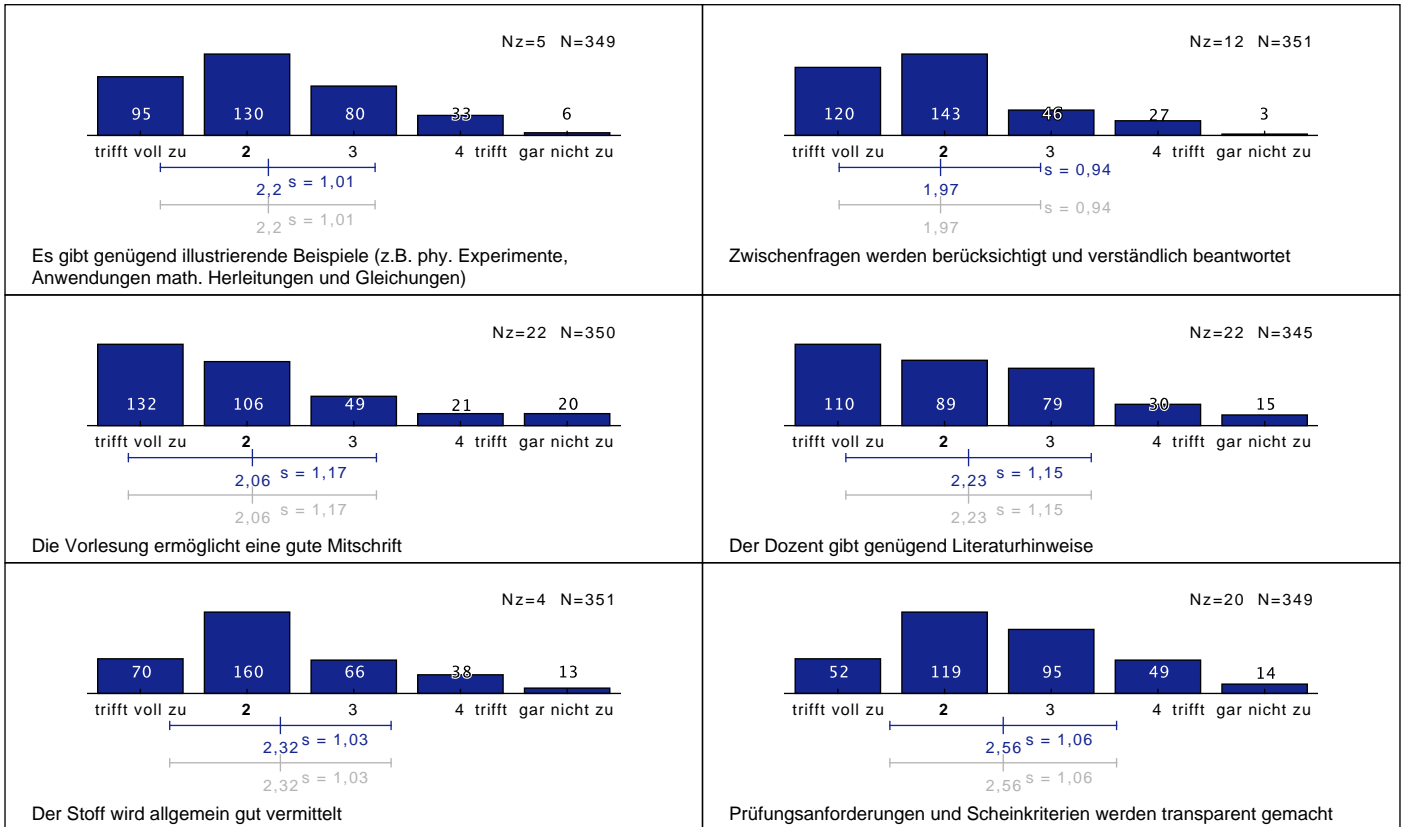 Nz=5 N=349
95 130 80 33 6
trifft voll zu 2 3 4 trifft gar nicht zu
2,2 s = 1,01
2,2 s = 1,01
Es gibt genügend illustrierende Beispiele (z.B. phy. Experimente,
Anwendungen math. Herleitungen und Gleichungen)
Nz=12 N=351
120 143 46 27 3
trifft voll zu 2 3 4 trifft gar nicht zu
1,97 s = 0,94
1,97 s = 0,94
Zwischenfragen werden berücksichtigt und verständlich beantwortet
Nz=22 N=350
132 106 49 21 20
trifft voll zu 2 3 4 trifft gar nicht zu
2,06 s = 1,17
2,06 s = 1,17
Die Vorlesung ermöglicht eine gute Mitschrift
Nz=22 N=345
110 89 79 30 15
trifft voll zu 2 3 4 trifft gar nicht zu
2,23 s = 1,15
2,23 s = 1,15
Der Dozent gibt genügend Literaturhinweise
Nz=4 N=351
70 160 66 38 13
trifft voll zu 2 3 4 trifft gar nicht zu
2,32 s = 1,03
2,32 s = 1,03
Der Stoff wird allgemein gut vermittelt
Nz=20 N=349
52 119 95 49 14
trifft voll zu 2 3 4 trifft gar nicht zu
2,56 s = 1,06
2,56 s = 1,06
Prüfungsanforderungen und Scheinkriterien werden transparent gemacht